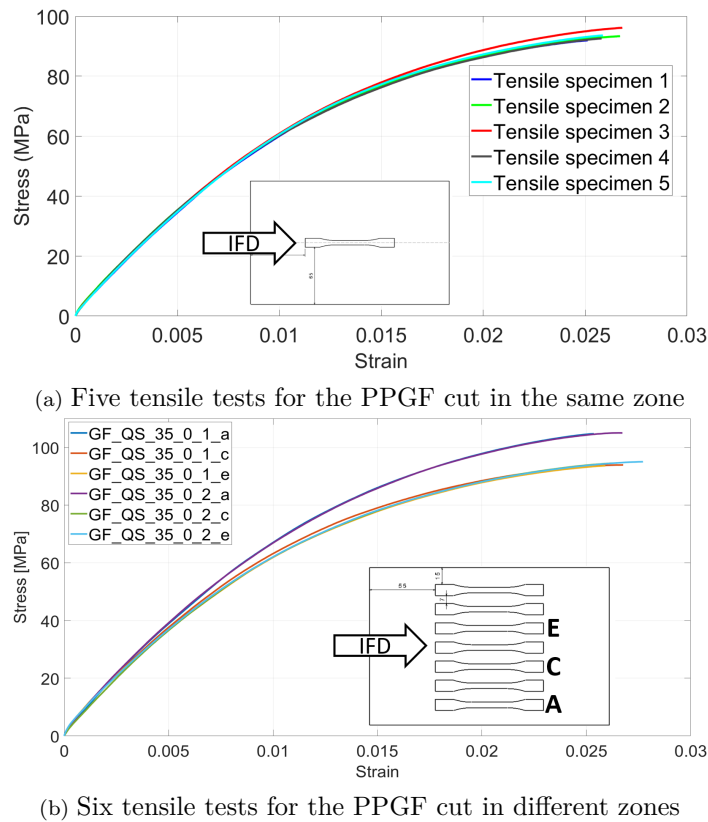 100
80
60
40
20
0
Stress (MPa)
Tensile specimen 1
Tensile specimen 2
Tensile specimen 3
Tensile specimen 4
Tensile specimen 5
IFD
0
0.005
0.01
0.015
0.02
0.025
0.03
Strain
(a) Five tensile tests for the PPGF cut in the same zone
100
80
60
40
20
0
Stress [MPa]
GF_QS_35_0_1_a
GF_QS_35_0_1_c
GF_QS_35_0_1_e
GF_QS_35_0_2_a
GF_QS_35_0_2_c
GF_QS_35_0_2_e
15
55
7
E
IFD
C
A
0
0.005
0.01
0.015
0.02
0.025
0.03
Strain
(b) Six tensile tests for the PPGF cut in different zones